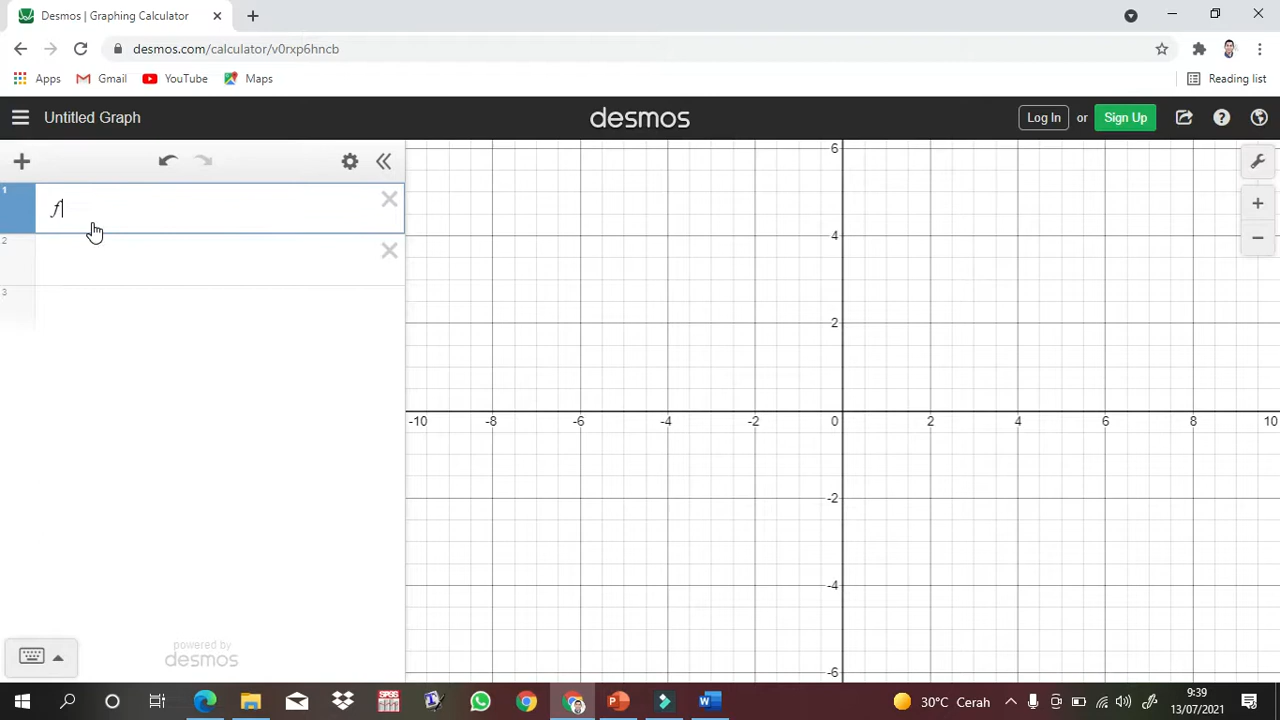 Desmos | Graphing Calculator
desmos.com/calculator/v0rxp6hncb
Apps Gmail YouTube Maps Reading list
Untitled Graph desmos Log In or Sign Up
1
f
2
3
6
4
2
-10 -8 -6 -4 -2 0 2 4 6 8 10
-2
-4
-6
powered by
desmos
30°C Cerah 9:39
13/07/2021